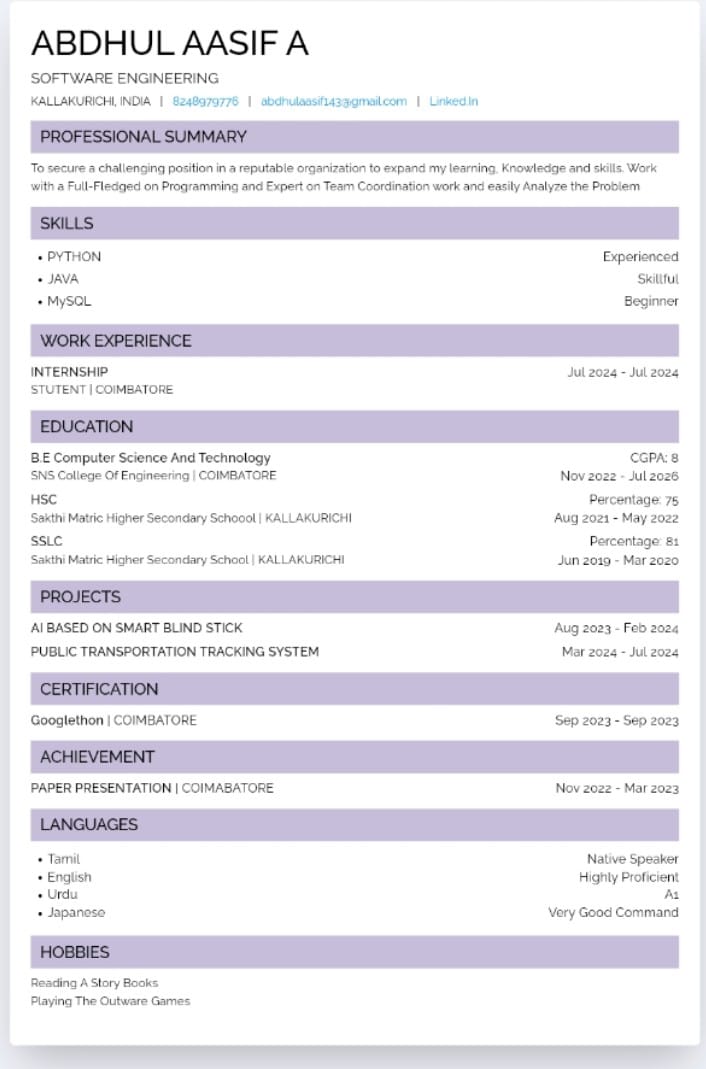 ABDHUL AASIF A
SOFTWARE ENGINEERING
KALLAKURICHI, INDIA | 8248979776 | abdhulaasif143@gmail.com | Linked.In
PROFESSIONAL SUMMARY
To secure a challenging position in a reputable organization to expand my learning, Knowledge and skills. Work
with a Full-Fledged on Programming and Expert on Team Coordination work and easily Analyze the Problem
SKILLS
• PYTHON Experienced
• JAVA Skillful
• MySQL Beginner
WORK EXPERIENCE
INTERNSHIP Jul 2024 - Jul 2024
STUTENT | COIMBATORE
EDUCATION
B.E Computer Science And Technology CGPA: 8
SNS College Of Engineering | COIMBATORE Nov 2022 - Jul 2026
HSC Percentage: 75
Sakthi Matric Higher Secondary Schoool | KALLAKURICHI Aug 2021 - May 2022
SSLC Percentage: 81
Sakthi Matric Higher Secondary School | KALLAKURICHI Jun 2019 - Mar 2020
PROJECTS
AI BASED ON SMART BLIND STICK Aug 2023 - Feb 2024
PUBLIC TRANSPORTATION TRACKING SYSTEM Mar 2024 - Jul 2024
CERTIFICATION
Googlethon | COIMBATORE Sep 2023 - Sep 2023
ACHIEVEMENT
PAPER PRESENTATION | COIMABATORE Nov 2022 - Mar 2023
LANGUAGES
• Tamil Native Speaker
• English Highly Proficient
• Urdu A1
• Japanese Very Good Command
HOBBIES
Reading A Story Books
Playing The Outware Games